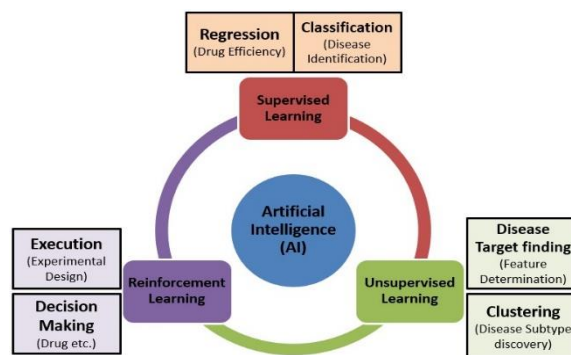 Regression
(Drug Efficiency)
Classification
(Disease
Identification)
Supervised
Learning
Artificial
Intelligence
(AI)
Execution
(Experimental
Design)
Decision
Making
(Drug etc.)
Reinforcement
Learning
Unsupervised
Learning
Disease
Target finding
(Feature
Determination)
Clustering
(Disease Subtype
discovery)